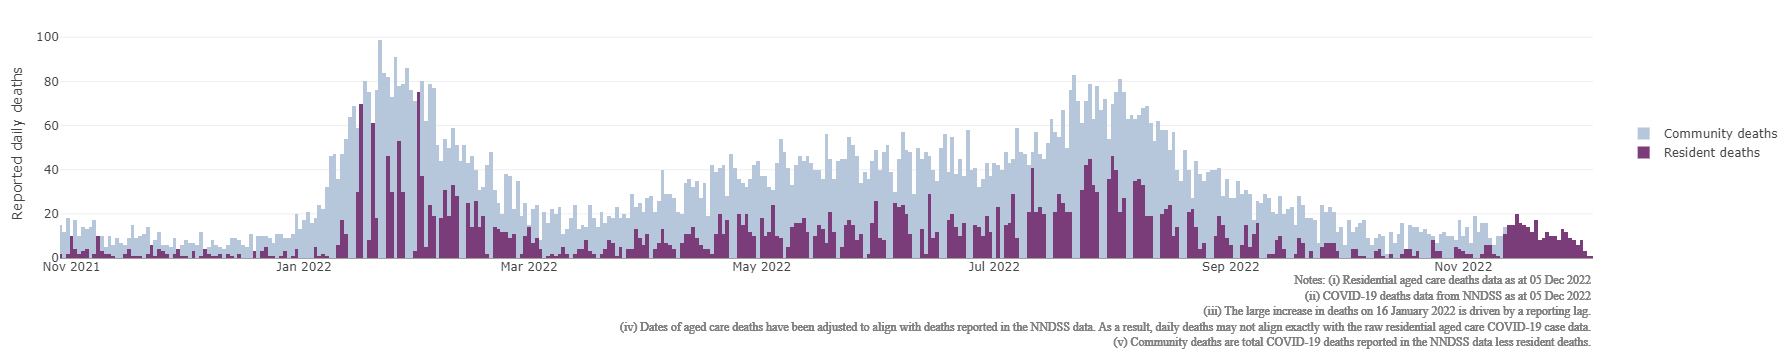 100
80
60
40
20
0
Reported daily deaths
Nov 2021
Jan 2022
Mar 2022
May 2022
Jul 2022
Sep 2022
Nov 2022
Community deaths
Resident deaths
Notes: (i) Residential aged care deaths data as at 05 Dec 2022
(ii) COVID-19 deaths data from NNDSS as at 05 Dec 2022
(iii) The large increase in deaths on 16 January 2022 is driven by a reporting lag.
(iv) Dates of aged care deaths have been adjusted to align with deaths reported in the NNDSS data. As a result, daily deaths may not align exactly with the raw residential aged care COVID-19 case data.
(v) Community deaths are total COVID-19 deaths reported in the NNDSS data less resident deaths.